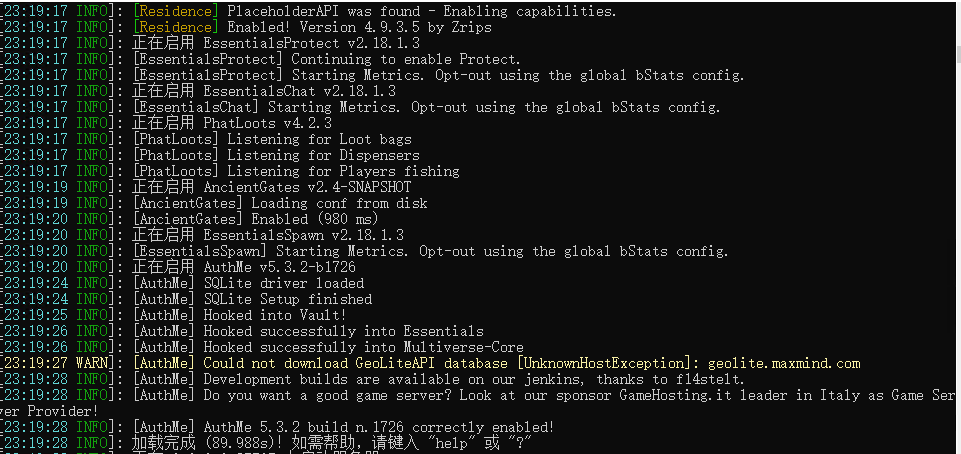 [23:19:17 INFO]: [Residence] PlaceholderAPI was found - Enabling capabilities.
[23:19:17 INFO]: [Residence] Enabled! Version 4.9.3.5 by Zrips
[23:19:17 INFO]: 正在启用 EssentialsProtect v2.18.1.3
[23:19:17 INFO]: [EssentialsProtect] Continuing to enable Protect.
[23:19:17 INFO]: [EssentialsProtect] Starting Metrics. Opt-out using the global bStats config.
[23:19:17 INFO]: 正在启用 EssentialsChat v2.18.1.3
[23:19:17 INFO]: [EssentialsChat] Starting Metrics. Opt-out using the global bStats config.
[23:19:17 INFO]: 正在启用 PhatLoots v4.2.3
[23:19:17 INFO]: [PhatLoots] Listening for Loot bags
[23:19:17 INFO]: [PhatLoots] Listening for Dispensers
[23:19:17 INFO]: [PhatLoots] Listening for Players fishing
[23:19:19 INFO]: 正在启用 AncientGates v2.4-SNAPSHOT
[23:19:19 INFO]: [AncientGates] Loading conf from disk
[23:19:20 INFO]: [AncientGates] Enabled (980 ms)
[23:19:20 INFO]: 正在启用 EssentialsSpawn v2.18.1.3
[23:19:20 INFO]: [EssentialsSpawn] Starting Metrics. Opt-out using the global bStats config.
[23:19:20 INFO]: 正在启用 AuthMe v5.3.2-b1726
[23:19:24 INFO]: [AuthMe] SQLite driver loaded
[23:19:24 INFO]: [AuthMe] SQLite Setup finished
[23:19:25 INFO]: [AuthMe] Hooked into Vault!
[23:19:26 INFO]: [AuthMe] Hooked successfully into Essentials
[23:19:26 INFO]: [AuthMe] Hooked successfully into Multiverse-Core
[23:19:27 WARN]: [AuthMe] Could not download GeoLiteAPI database [UnknownHostException]: geolite.maxmind.com
[23:19:28 INFO]: [AuthMe] Development builds are available on our jenkins, thanks to f14stelt.
[23:19:28 INFO]: [AuthMe] Do you want a good game server? Look at our sponsor GameHosting.it leader in Italy as Game Ser
ver Provider!
[23:19:28 INFO]: [AuthMe] AuthMe 5.3.2 build n.1726 correctly enabled!
[23:19:28 INFO]: 加载完成 (89.988s)! 如需帮助, 请键入 "help" 或 "?"